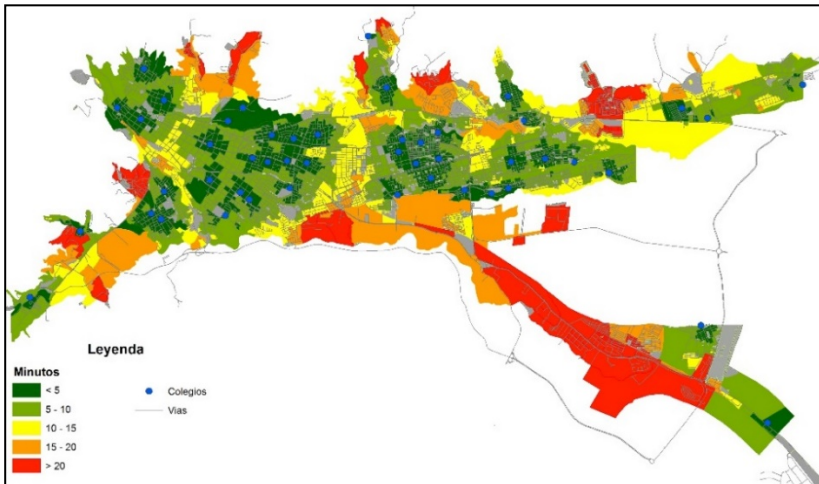 Leyenda
Minutos
< 5
5 - 10
10 - 15
15 - 20
> 20
Colegios
Vias